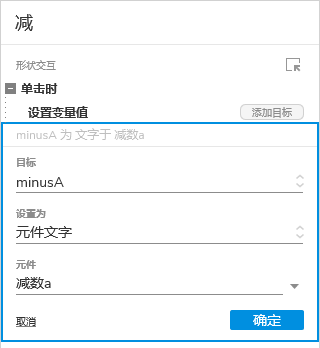 减
形状交互
单击时
设置变量值 添加目标
minusA 为 文字于 减数a
目标
minusA
设置为
元件文字
元件
减数a
取消 确定